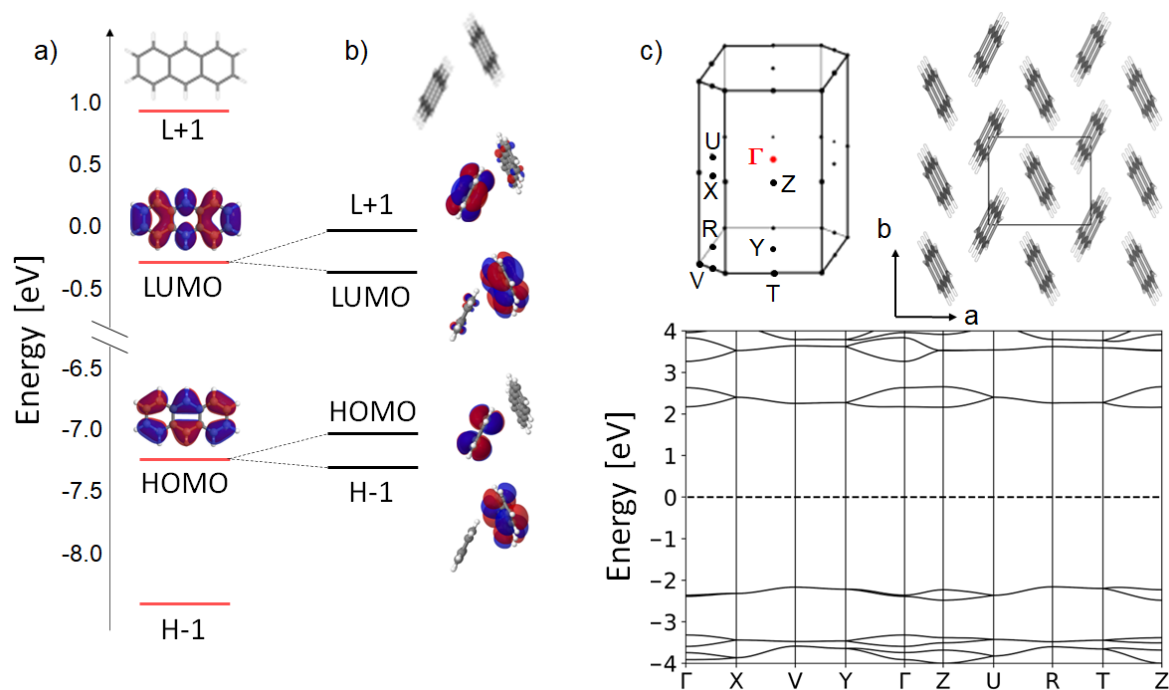 a)
Energy [eV]
1.0
0.5
0.0
-0.5
-6.5
-7.0
-7.5
-8.0
L+1
LUMO
HOMO
H-1
b)
L+1
LUMO
HOMO
H-1
c)
U
X
Γ
Z
R
Y
V
T
b
a
Energy [eV]
4
3
2
1
0
−1
−2
−3
−4
Γ X V Y Γ Z U R T Z